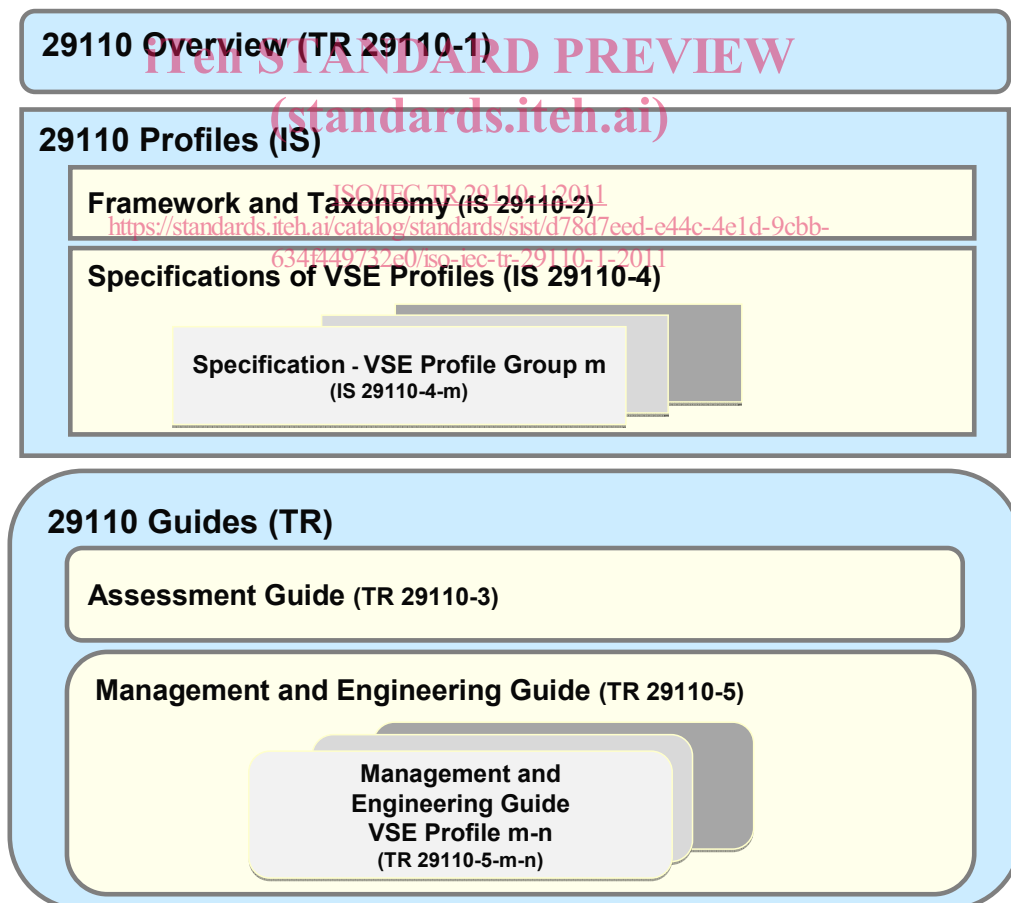 29110 Overview (TR 29110-1)
iTeh STANDARD PREVIEW
(standards.iteh.ai)
29110 Profiles (IS)
Framework and Taxonomy (IS 29110-2)
ISO/IEC TR 29110-1:2011
https://standards.iteh.ai/catalog/standards/sist/d78d7eed-e44c-4e1d-9cbb-
634f449732e0/iso-iec-tr-29110-1-2011
Specifications of VSE Profiles (IS 29110-4)
Specification - VSE Profile Group m
(IS 29110-4-m)
29110 Guides (TR)
Assessment Guide (TR 29110-3)
Management and Engineering Guide (TR 29110-5)
Management and
Engineering Guide
VSE Profile m-n
(TR 29110-5-m-n)